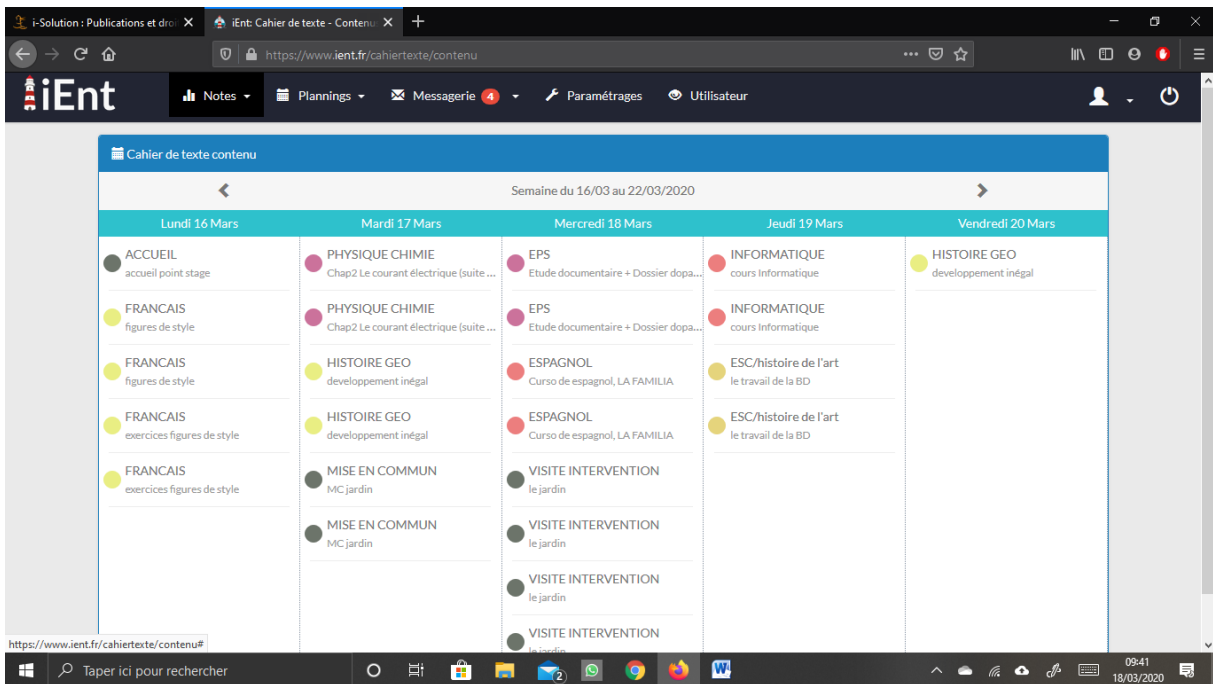 i-Solution : Publications et droi
iEnt: Cahier de texte - Contenu
https://www.ient.fr/cahiertexte/contenu
iEnt
Notes
Plannings
Messagerie 4
Paramétrages
Utilisateur
Cahier de texte contenu
Semaine du 16/03 au 22/03/2020
Lundi 16 Mars
ACCUEIL
accueil point stage
FRANCAIS
figures de style
FRANCAIS
figures de style
FRANCAIS
exercices figures de style
FRANCAIS
exercices figures de style
Mardi 17 Mars
PHYSIQUE CHIMIE
Chap2 Le courant électrique (suite ...
PHYSIQUE CHIMIE
Chap2 Le courant électrique (suite ...
HISTOIRE GEO
developpement inégal
HISTOIRE GEO
developpement inégal
MISE EN COMMUN
MC jardin
MISE EN COMMUN
MC jardin
Mercredi 18 Mars
EPS
Etude documentaire + Dossier dopa...
EPS
Etude documentaire + Dossier dopa...
ESPAGNOL
Curso de espagnol, LA FAMILIA
ESPAGNOL
Curso de espagnol, LA FAMILIA
VISITE INTERVENTION
le jardin
VISITE INTERVENTION
le jardin
VISITE INTERVENTION
le jardin
VISITE INTERVENTION
le jardin
Jeudi 19 Mars
INFORMATIQUE
cours Informatique
INFORMATIQUE
cours Informatique
ESC/histoire de l'art
le travail de la BD
ESC/histoire de l'art
le travail de la BD
Vendredi 20 Mars
HISTOIRE GEO
developpement inégal
https://www.ient.fr/cahiertexte/contenu#
Taper ici pour rechercher
2
09:41
18/03/2020